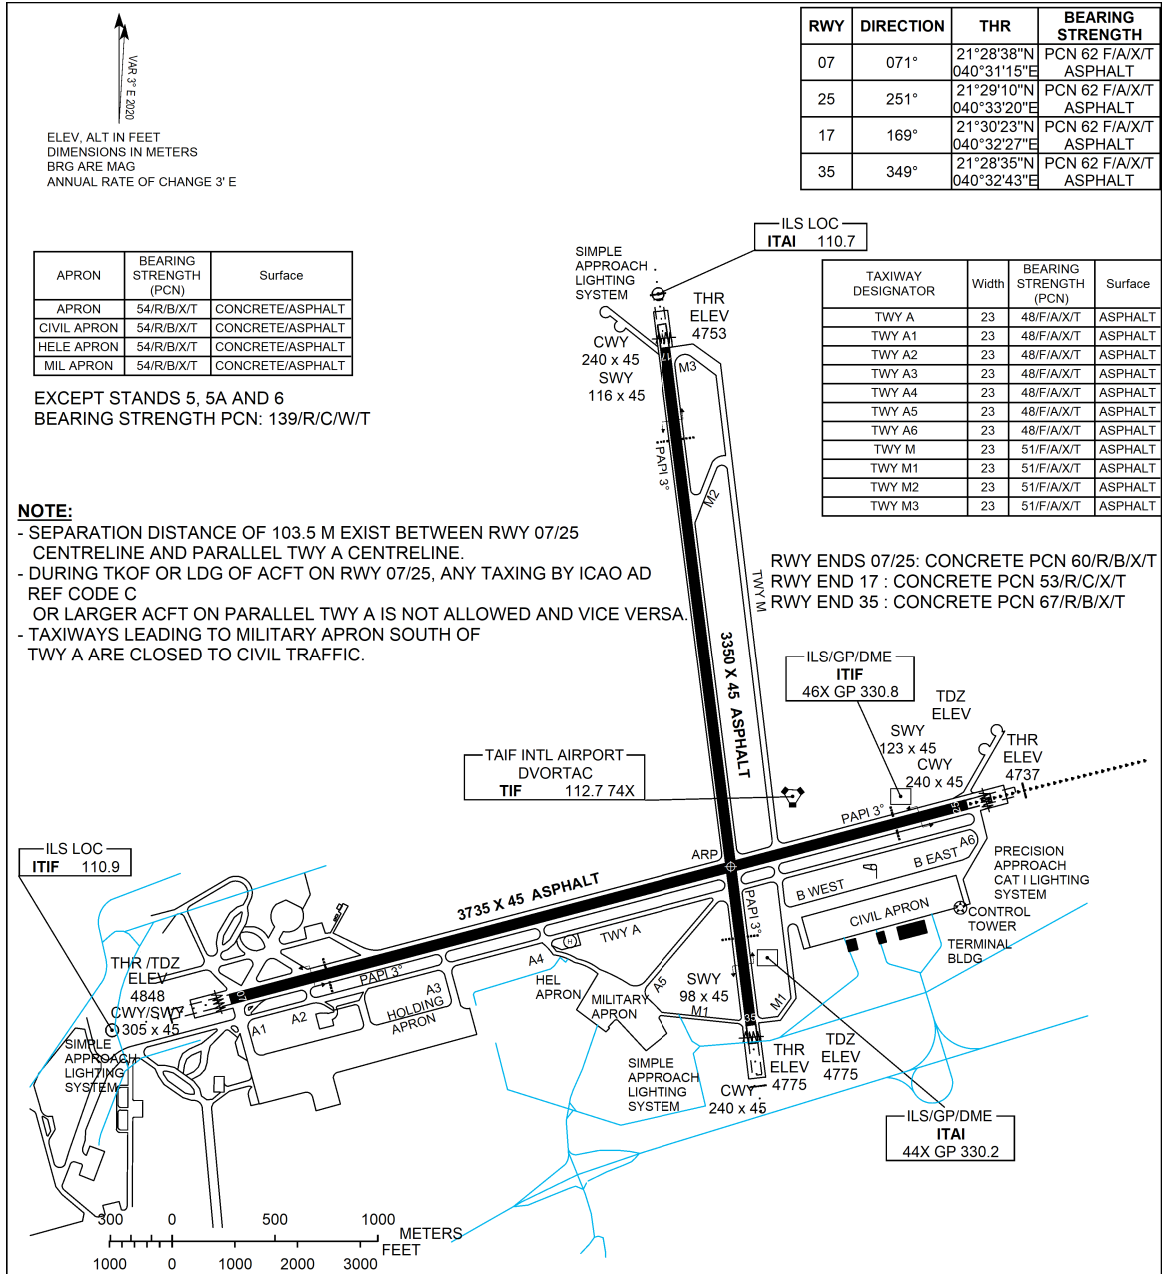 VAR 3° E 2020
ELEV, ALT IN FEET
DIMENSIONS IN METERS
BRG ARE MAG
ANNUAL RATE OF CHANGE 3' E
RWY DIRECTION THR BEARING STRENGTH
07 071° 21°28'38"N 040°31'15"E PCN 62 F/A/X/T ASPHALT
25 251° 21°29'10"N 040°33'20"E PCN 62 F/A/X/T ASPHALT
17 169° 21°30'23"N 040°32'27"E PCN 62 F/A/X/T ASPHALT
35 349° 21°28'35"N 040°32'43"E PCN 62 F/A/X/T ASPHALT
APRON BEARING STRENGTH (PCN) Surface
APRON 54/R/B/X/T CONCRETE/ASPHALT
CIVIL APRON 54/R/B/X/T CONCRETE/ASPHALT
HELE APRON 54/R/B/X/T CONCRETE/ASPHALT
MIL APRON 54/R/B/X/T CONCRETE/ASPHALT
EXCEPT STANDS 5, 5A AND 6
BEARING STRENGTH PCN: 139/R/C/W/T
ILS LOC
ITAI 110.7
SIMPLE
APPROACH
LIGHTING
SYSTEM
THR
ELEV
4753
CWY
240 x 45
SWY
116 x 45
17
M3
PAPI 3°
M2
TAXIWAY DESIGNATOR Width BEARING STRENGTH (PCN) Surface
TWY A 23 48/F/A/X/T ASPHALT
TWY A1 23 48/F/A/X/T ASPHALT
TWY A2 23 48/F/A/X/T ASPHALT
TWY A3 23 48/F/A/X/T ASPHALT
TWY A4 23 48/F/A/X/T ASPHALT
TWY A5 23 48/F/A/X/T ASPHALT
TWY A6 23 48/F/A/X/T ASPHALT
TWY M 23 51/F/A/X/T ASPHALT
TWY M1 23 51/F/A/X/T ASPHALT
TWY M2 23 51/F/A/X/T ASPHALT
TWY M3 23 51/F/A/X/T ASPHALT
NOTE:
- SEPARATION DISTANCE OF 103.5 M EXIST BETWEEN RWY 07/25
CENTRELINE AND PARALLEL TWY A CENTRELINE.
- DURING TKOF OR LDG OF ACFT ON RWY 07/25, ANY TAXING BY ICAO AD
REF CODE C
OR LARGER ACFT ON PARALLEL TWY A IS NOT ALLOWED AND VICE VERSA.
- TAXIWAYS LEADING TO MILITARY APRON SOUTH OF
TWY A ARE CLOSED TO CIVIL TRAFFIC.
RWY ENDS 07/25: CONCRETE PCN 60/R/B/X/T
RWY END 17 : CONCRETE PCN 53/R/C/X/T
RWY END 35 : CONCRETE PCN 67/R/B/X/T
TWY M
3350 X 45 ASPHALT
ILS/GP/DME
ITIF
46X GP 330.8
TDZ
ELEV
SWY
123 x 45
CWY
240 x 45
THR
ELEV
4737
TAIF INTL AIRPORT
DVORTAC
TIF 112.7 74X
PAPI 3°
25
ARP
ILS LOC
ITIF 110.9
3735 X 45 ASPHALT
A6
B EAST
B WEST
PRECISION
APPROACH
CAT I LIGHTING
SYSTEM
CIVIL APRON
CONTROL
TOWER
TERMINAL
BLDG
PAPI 3°
TWY A
H
A4
HEL
APRON
MILITARY
APRON
A5
SWY
98 x 45
M1
M1
35
THR /TDZ
ELEV
4848
CWY/SWY
305 x 45
07
PAPI 3°
A1
A2
A3
HOLDING
APRON
SIMPLE
APPROACH
LIGHTING
SYSTEM
SIMPLE
APPROACH
LIGHTING
SYSTEM
THR
ELEV
4775
TDZ
ELEV
4775
CWY
240 x 45
ILS/GP/DME
ITAI
44X GP 330.2
300 0 500 1000
METERS
FEET
1000 0 1000 2000 3000